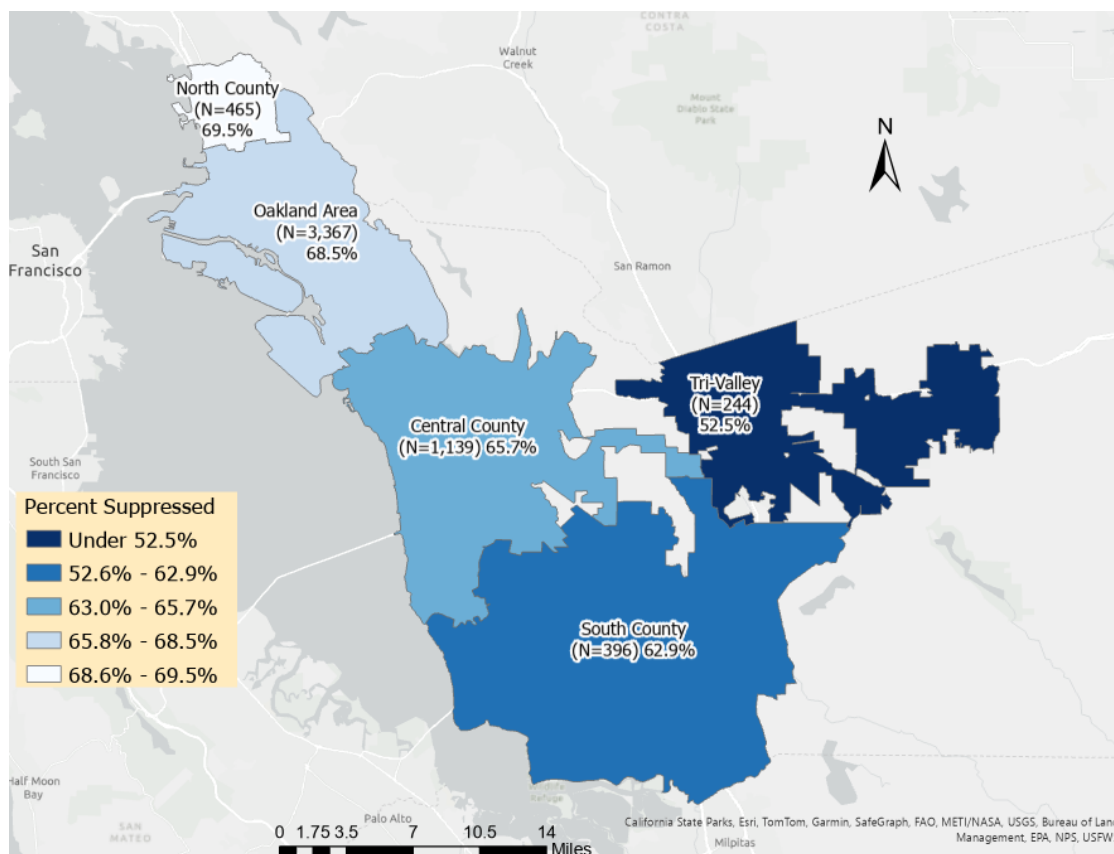 CONTRA
COSTA
Walnut
Creek
North County
(N=465)
69.5%
Mount
Diablo State
Park
N
Oakland Area
(N=3,367)
68.5%
San
Francisco
San Ramon
Tri-Valley
(N=244)
52.5%
Central County
(N=1,139) 65.7%
South San
Francisco
Percent Suppressed
Under 52.5%
52.6% - 62.9%
63.0% - 65.7%
65.8% - 68.5%
68.6% - 69.5%
South County
(N=396) 62.9%
Half Moon
Bay
SAN
MATEO
Palo Alto
Refuge
Milpitas
0 1.75 3.5 7 10.5 14
Miles
California State Parks, Esri, TomTom, Garmin, SafeGraph, FAO, METI/NASA, USGS, Bureau of Land
Management, EPA, NPS, USFW